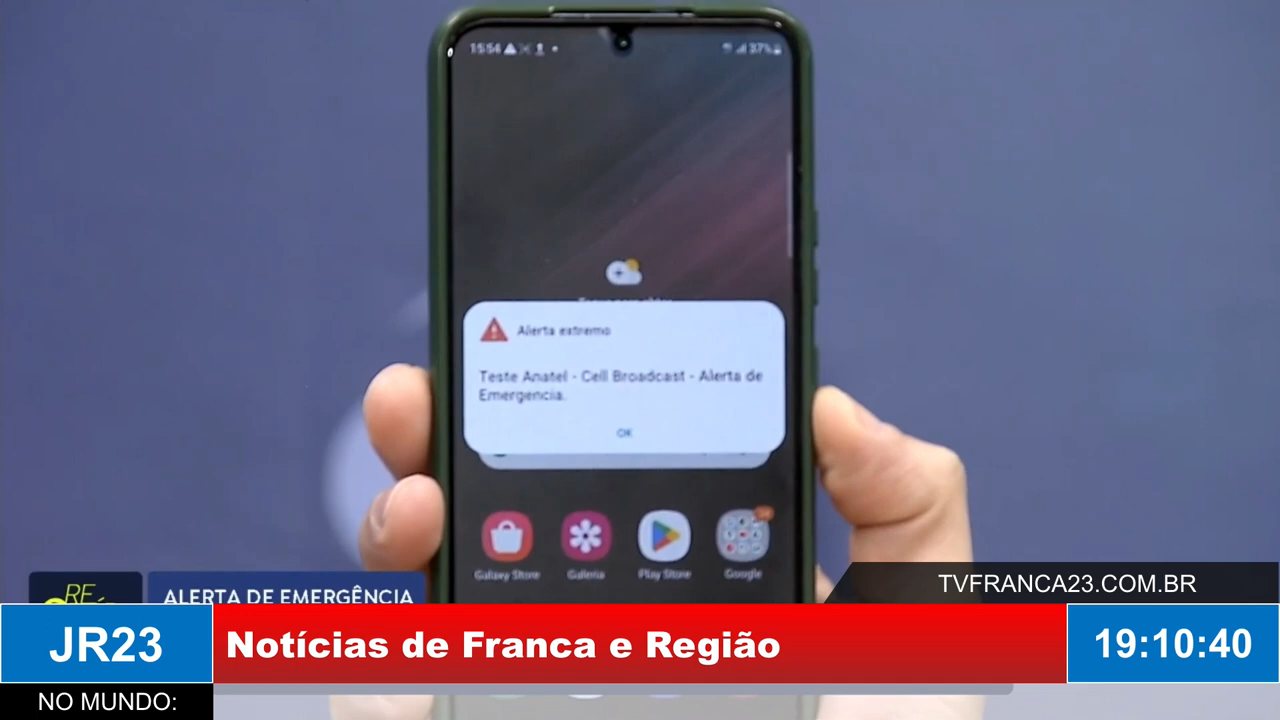 15:54
37%
Alerta extremo
Teste Anatel - Cell Broadcast - Alerta de
Emergencia.
OK
Galaxy Store
Galeria
Play Store
Google
RE
ALERTA DE EMERGÊNCIA
TVFRANCA23.COM.BR
JR23
Notícias de Franca e Região
19:10:40
NO MUNDO: